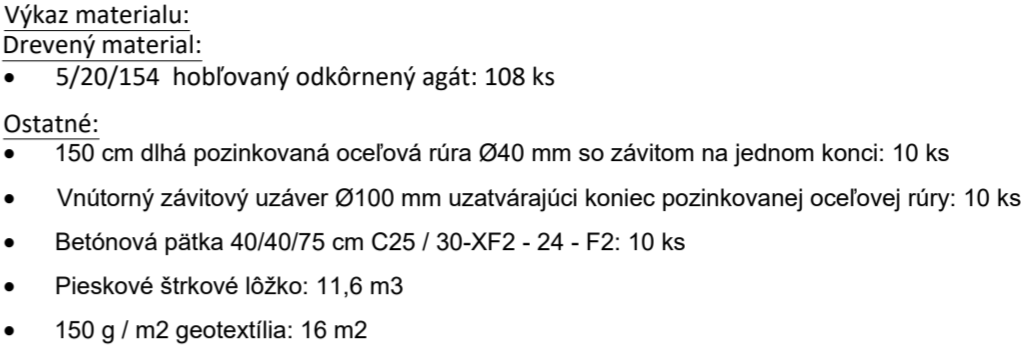 Výkaz materialu:
Drevený material:
• 5/20/154 hobľovaný odkôrnený agát: 108 ks
Ostatné:
• 150 cm dlhá pozinkovaná oceľová rúra Ø40 mm so závitom na jednom konci: 10 ks
• Vnútorný závitový uzáver Ø100 mm uzatvárajúci koniec pozinkovanej oceľovej rúry: 10 ks
• Betónová pätka 40/40/75 cm C25 / 30-XF2 - 24 - F2: 10 ks
• Pieskové štrkové lôžko: 11,6 m3
• 150 g / m2 geotextília: 16 m2